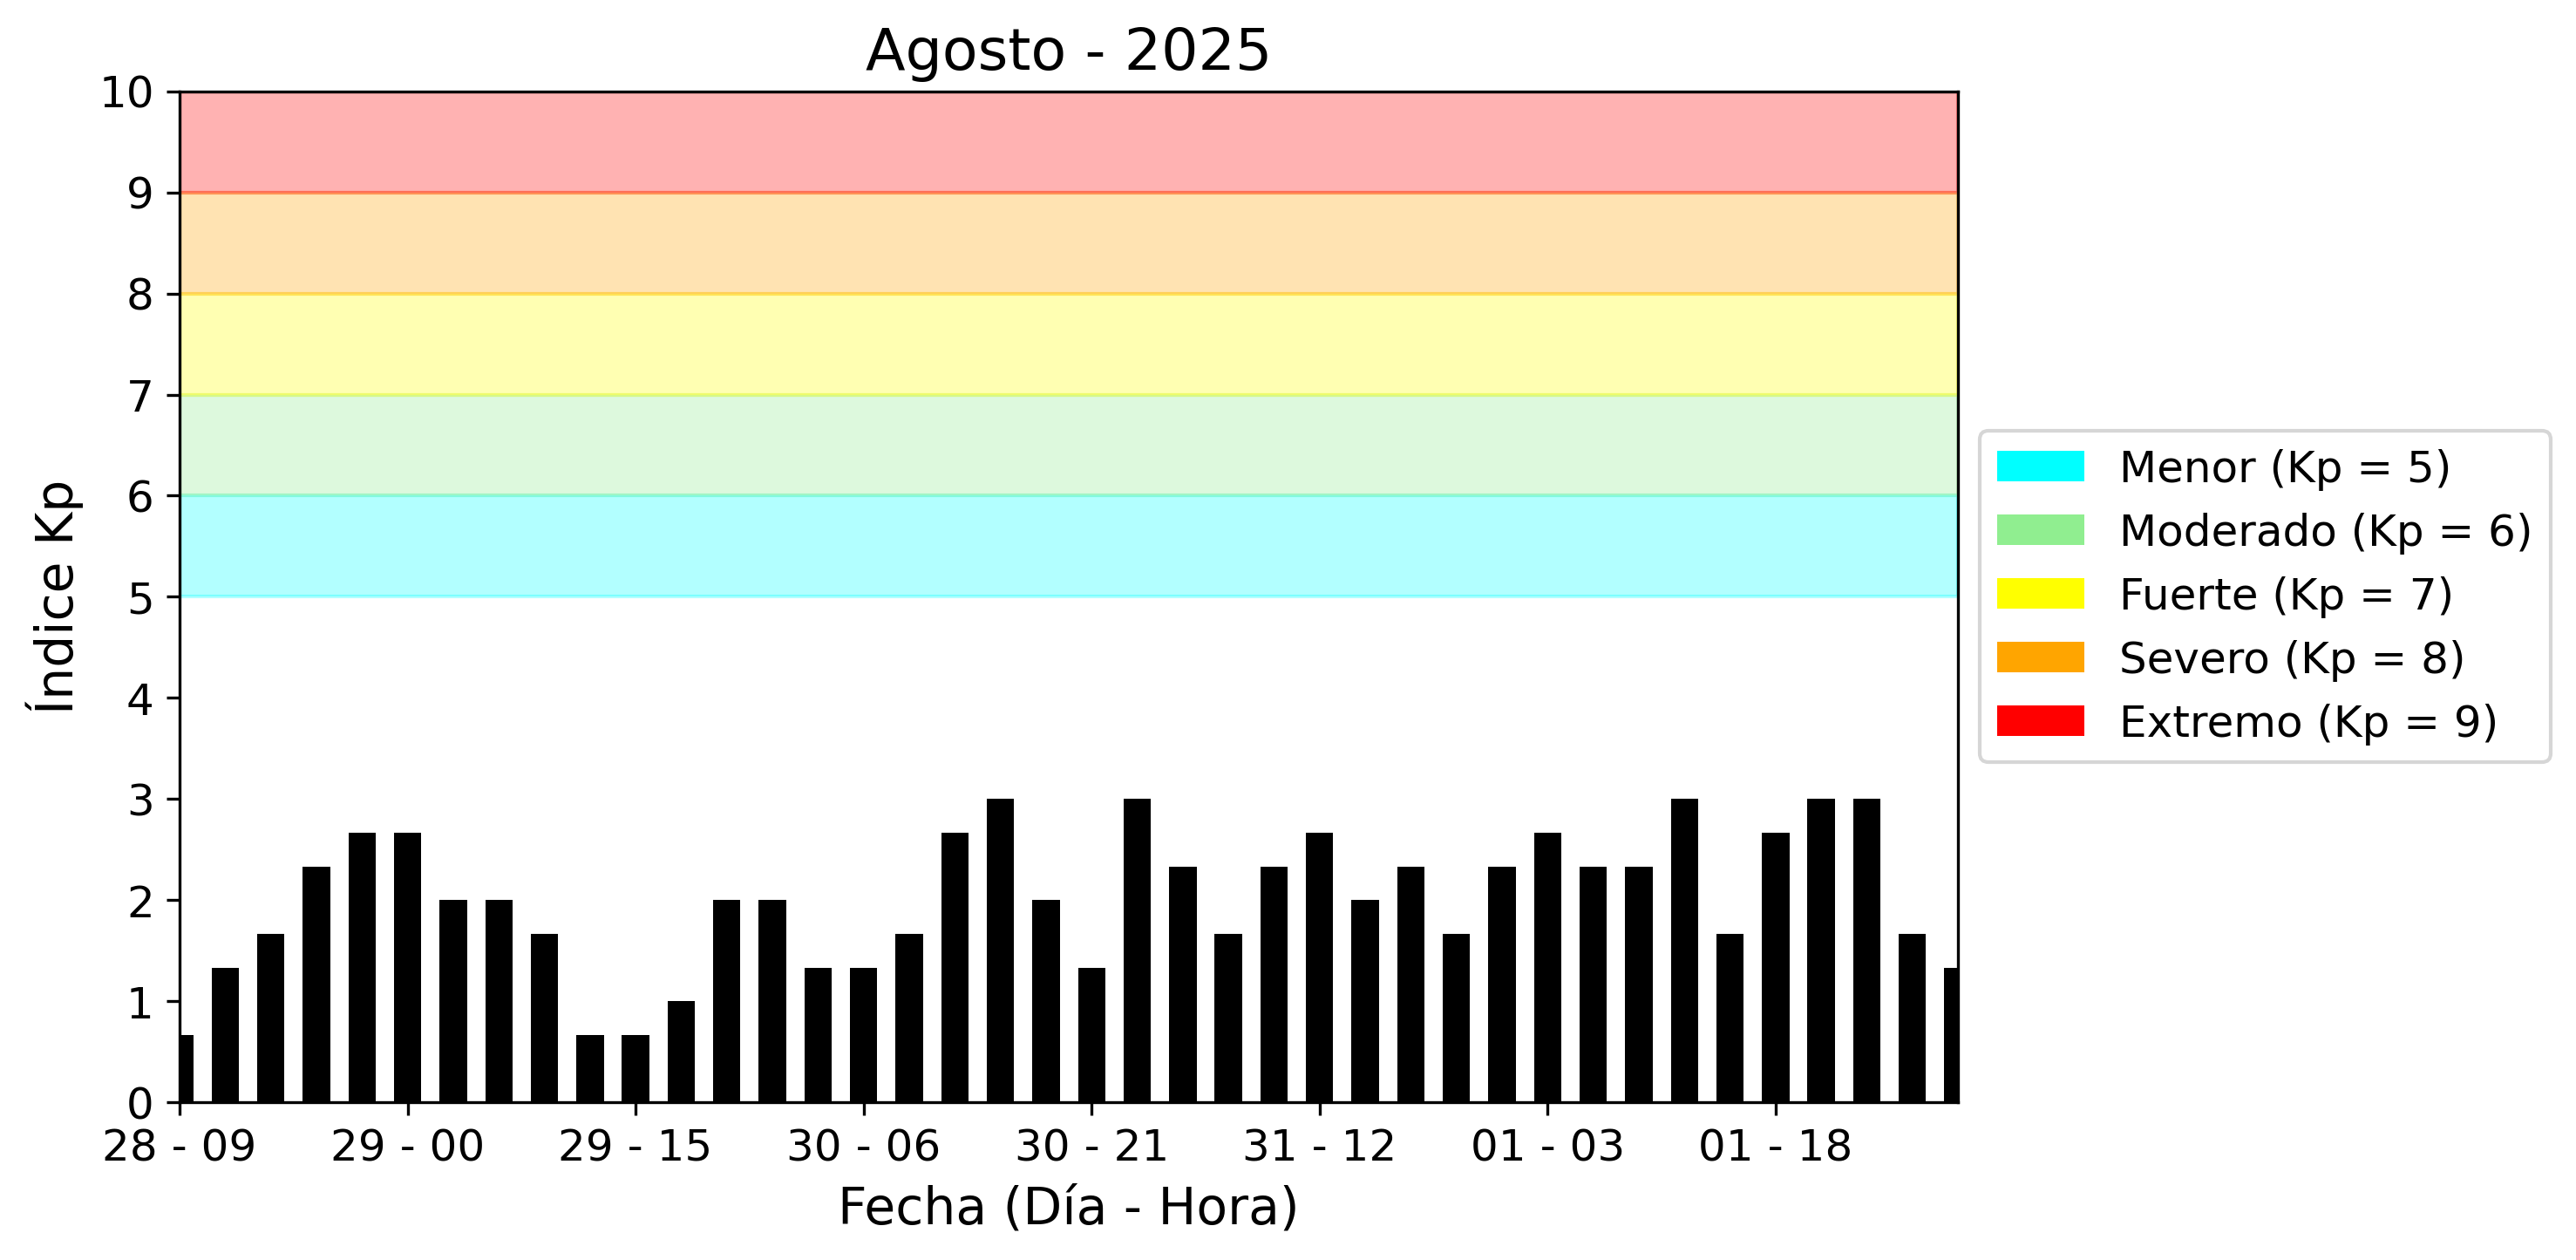 Agosto - 2025
10
9
8
7
6
5
4
3
2
1
0
Índice Kp
28 - 09
29 - 00
29 - 15
30 - 06
30 - 21
31 - 12
01 - 03
01 - 18
Fecha (Día - Hora)
Menor (Kp = 5)
Moderado (Kp = 6)
Fuerte (Kp = 7)
Severo (Kp = 8)
Extremo (Kp = 9)